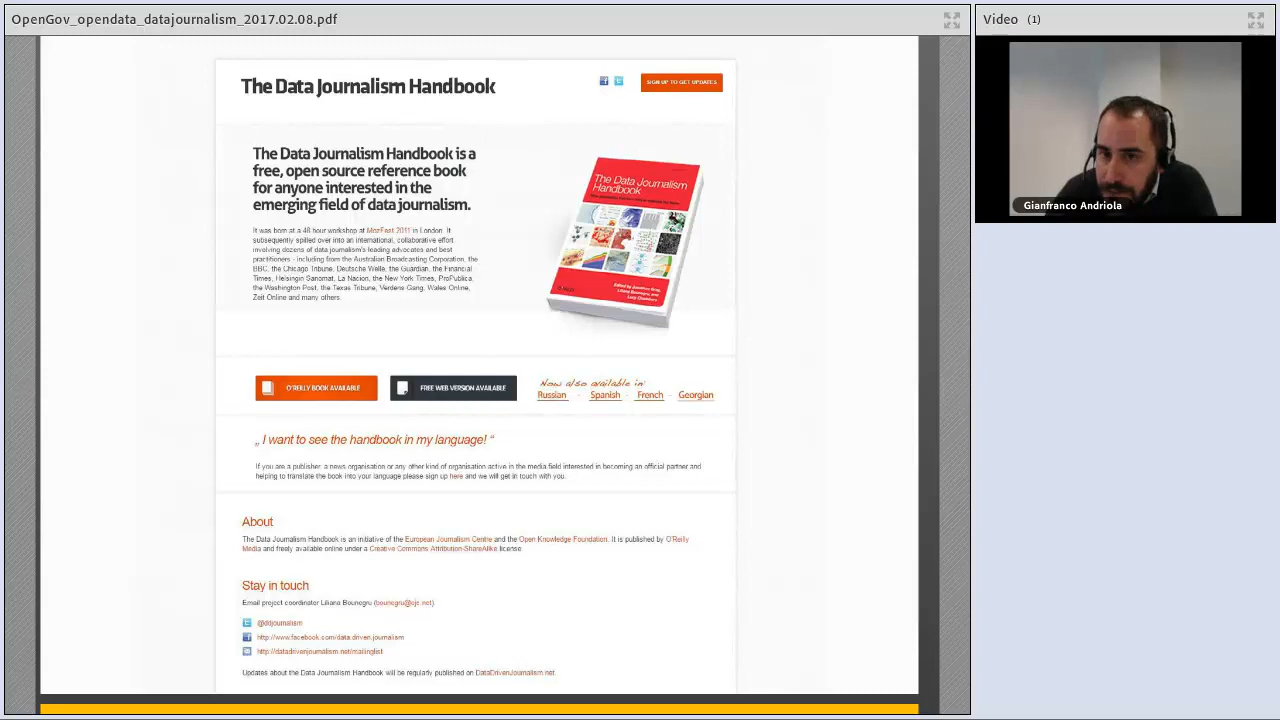 OpenGov_opendata_datajournalism_2017.02.08.pdf
Video (1)
Gianfranco Andriola
The Data Journalism Handbook
SIGN UP TO GET UPDATES
The Data Journalism Handbook is a
free, open source reference book
for anyone interested in the
emerging field of data journalism.
It was born at a 48 hour workshop at MozFest 2011 in London. It
subsequently spilled over into an international, collaborative effort
involving dozens of data journalism's leading advocates and best
practitioners - including from the Australian Broadcasting Corporation, the
BBC, the Chicago Tribune, Deutsche Welle, the Guardian, the Financial
Times, Helsingin Sanomat, La Nacion, the New York Times, ProPublica,
the Washington Post, the Texas Tribune, Verdens Gang, Wales Online,
Zeit Online and many others.
The Data Journalism
Handbook
Edited by Jonathan Gray,
Liliana Bounegru, and
Lucy Chambers
O'REILLY BOOK AVAILABLE
FREE WEB VERSION AVAILABLE
Now also available in:
Russian - Spanish - French - Georgian
„ I want to see the handbook in my language! “
If you are a publisher, a news organisation or any other kind of organisation active in the media field interested in becoming an official partner and
helping to translate the book into your language please sign up here and we will get in touch with you.
About
The Data Journalism Handbook is an initiative of the European Journalism Centre and the Open Knowledge Foundation. It is published by O'Reilly
Media and freely available online under a Creative Commons Attribution-ShareAlike license
Stay in touch
Email project coordinator Liliana Bounegru (bounegru@ejc.net)
@ddjournalism
http://www.facebook.com/data.driven.journalism
http://datadrivenjournalism.net/mailinglist
Updates about the Data Journalism Handbook will be regularly published on DataDrivenJournalism.net.